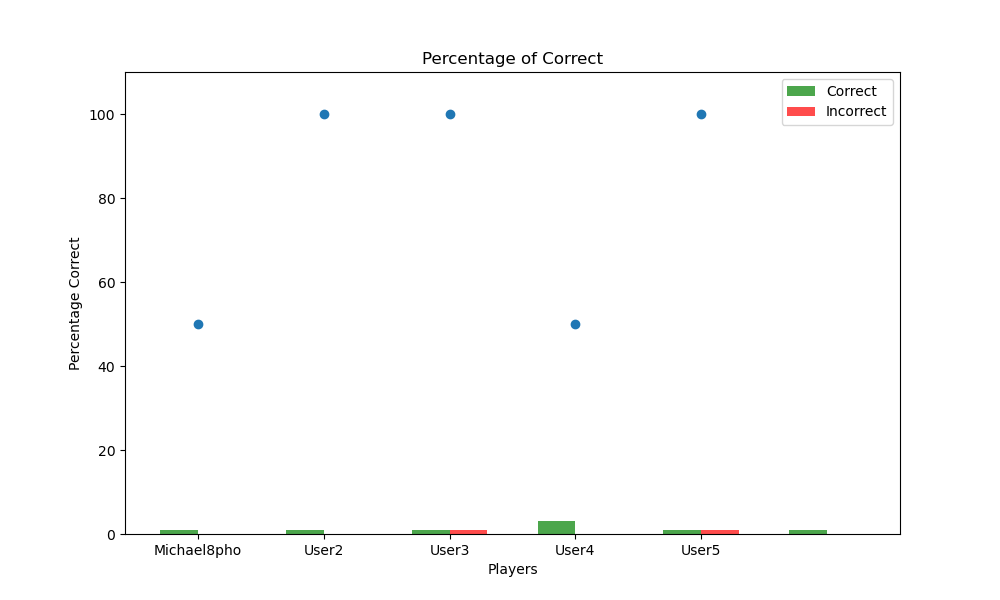 Percentage of Correct
Correct
Incorrect
Percentage Correct
100
80
60
40
20
0
Michael8pho User2 User3 User4 User5
Players